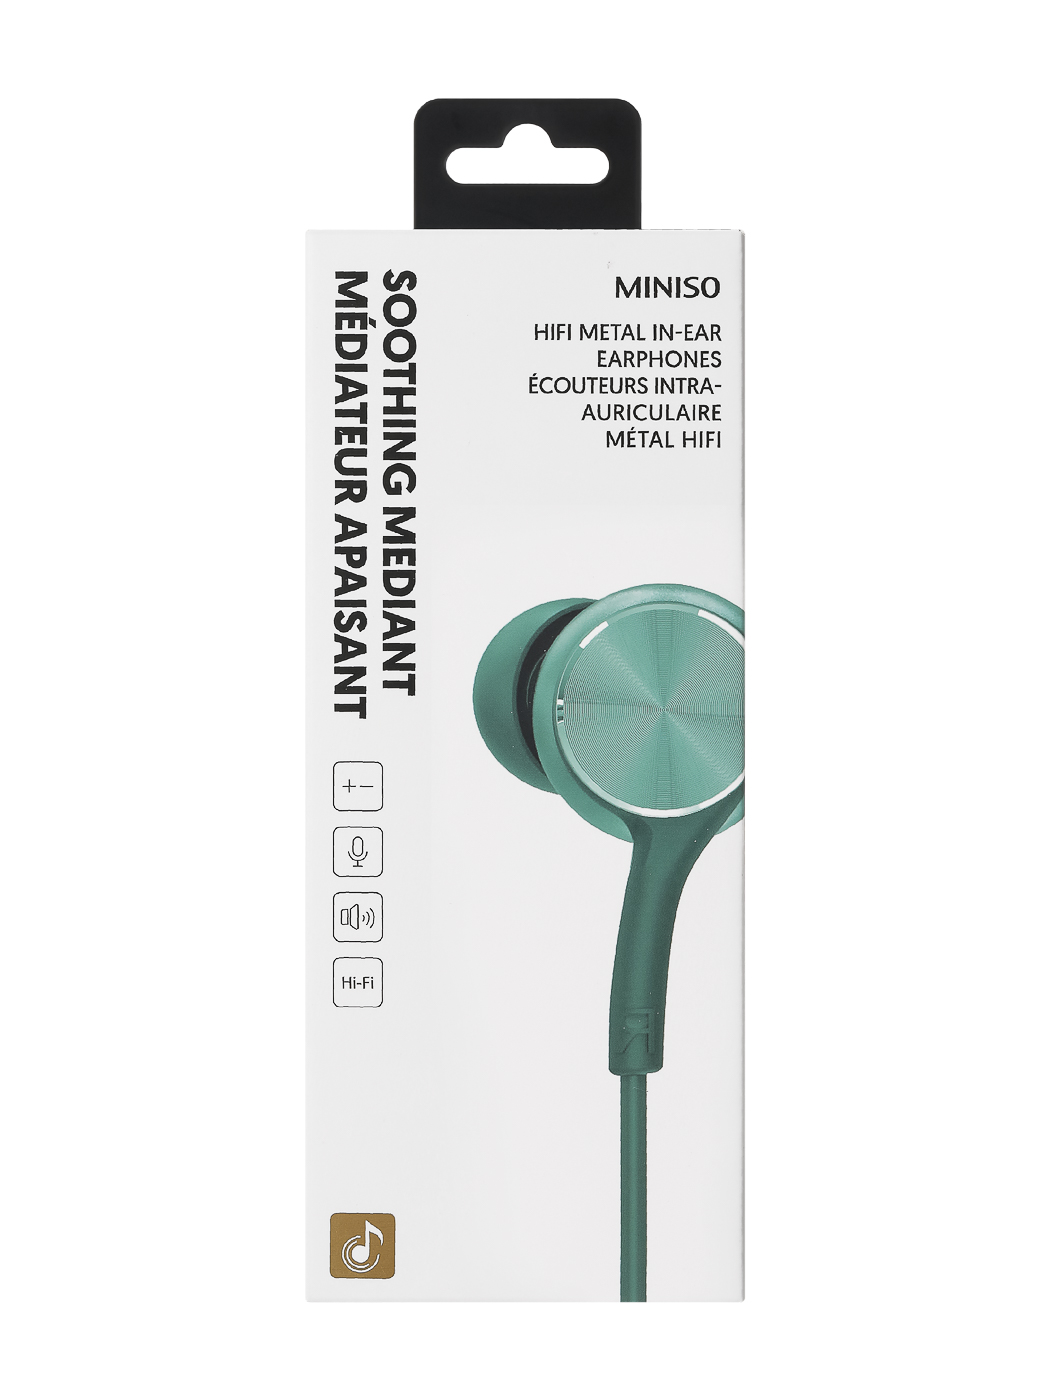 MINISO
HIFI METAL IN-EAR
EARPHONES
ÉCOUTEURS INTRA-
AURICULAIRE
MÉTAL HIFI
SOOTHING MEDIANT
MÉDIATEUR APAISANT
+ −
Hi-Fi
R